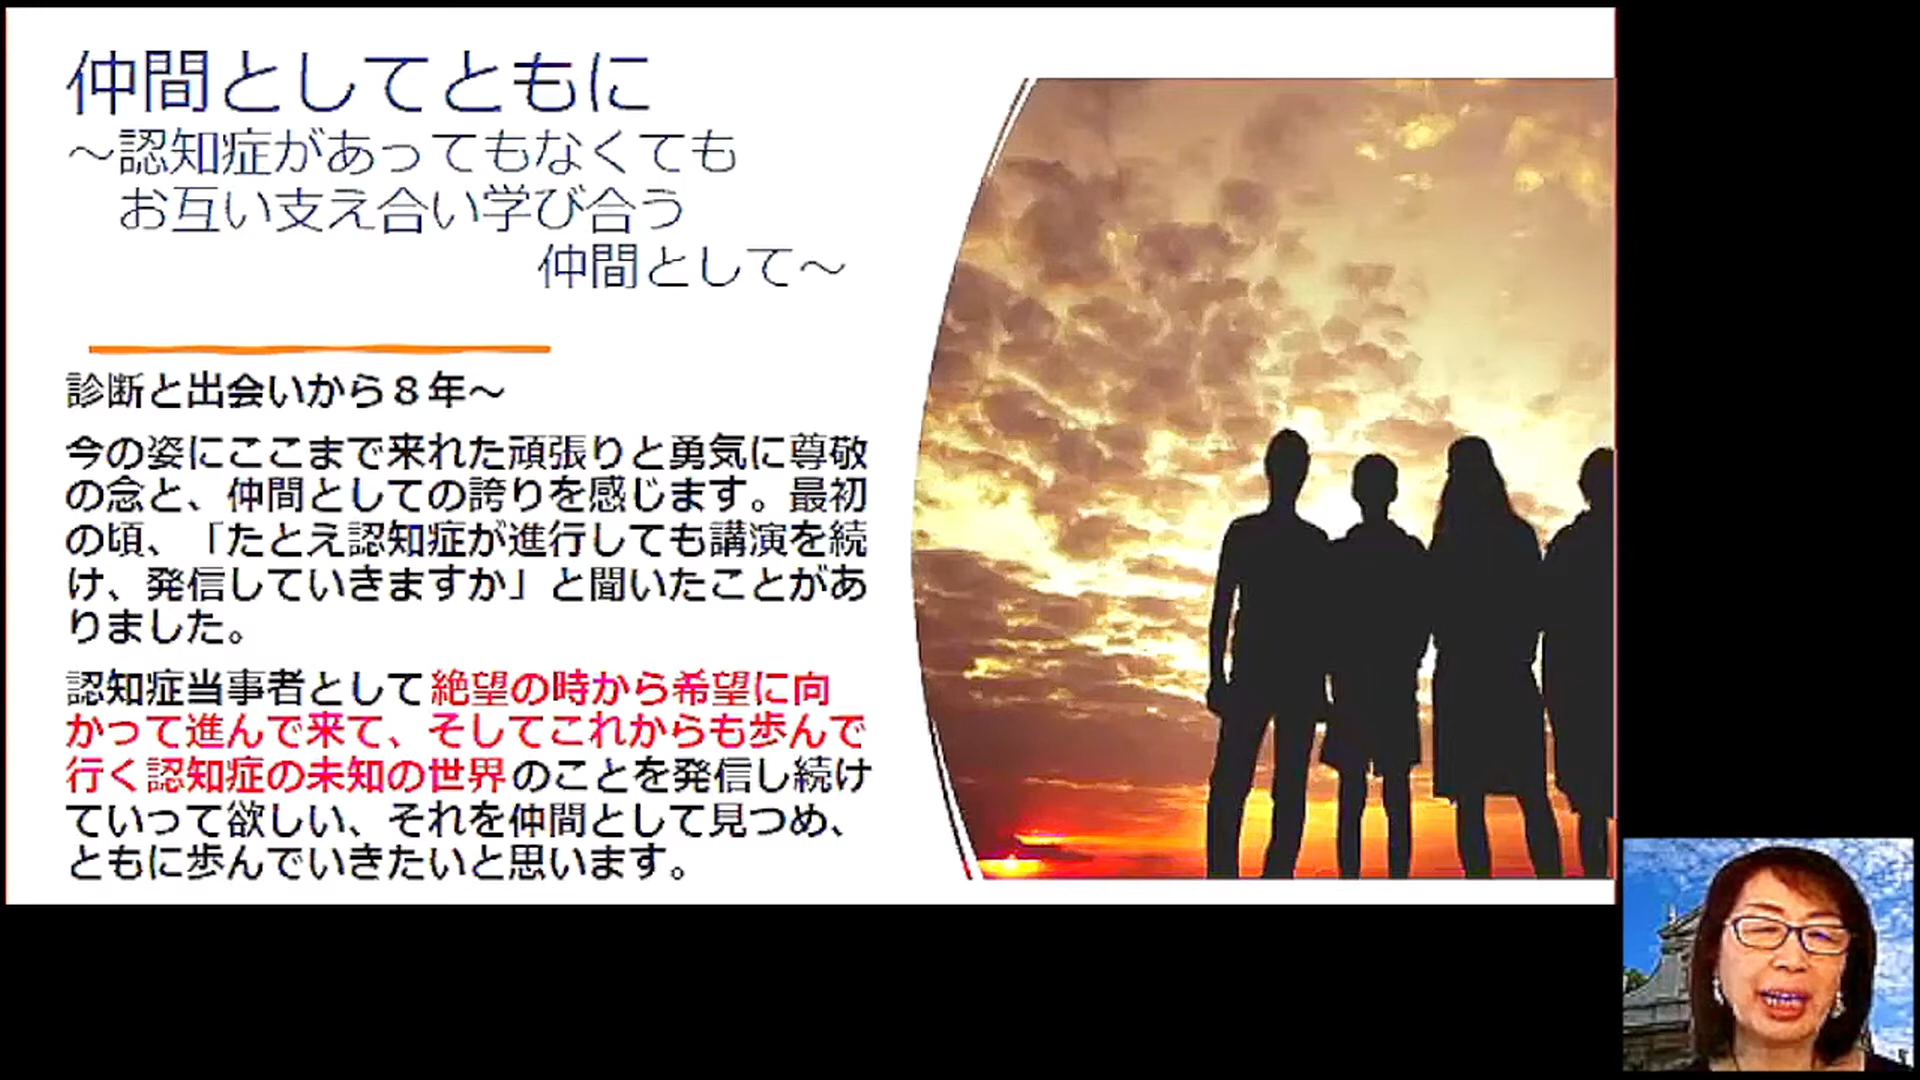 仲間としてともに
～認知症があってもなくても
お互い支え合い学び合う
仲間として～
診断と出会いから８年～
今の姿にここまで来れた頑張りと勇気に尊敬
の念と、仲間としての誇りを感じます。最初
の頃、「たとえ認知症が進行しても講演を続
け、発信していきますか」と聞いたことがあ
りました。
認知症当事者として絶望の時から希望に向
かって進んで来て、そしてこれからも歩んで
行く認知症の未知の世界のことを発信し続け
ていって欲しい、それを仲間として見つめ、
ともに歩んでいきたいと思います。